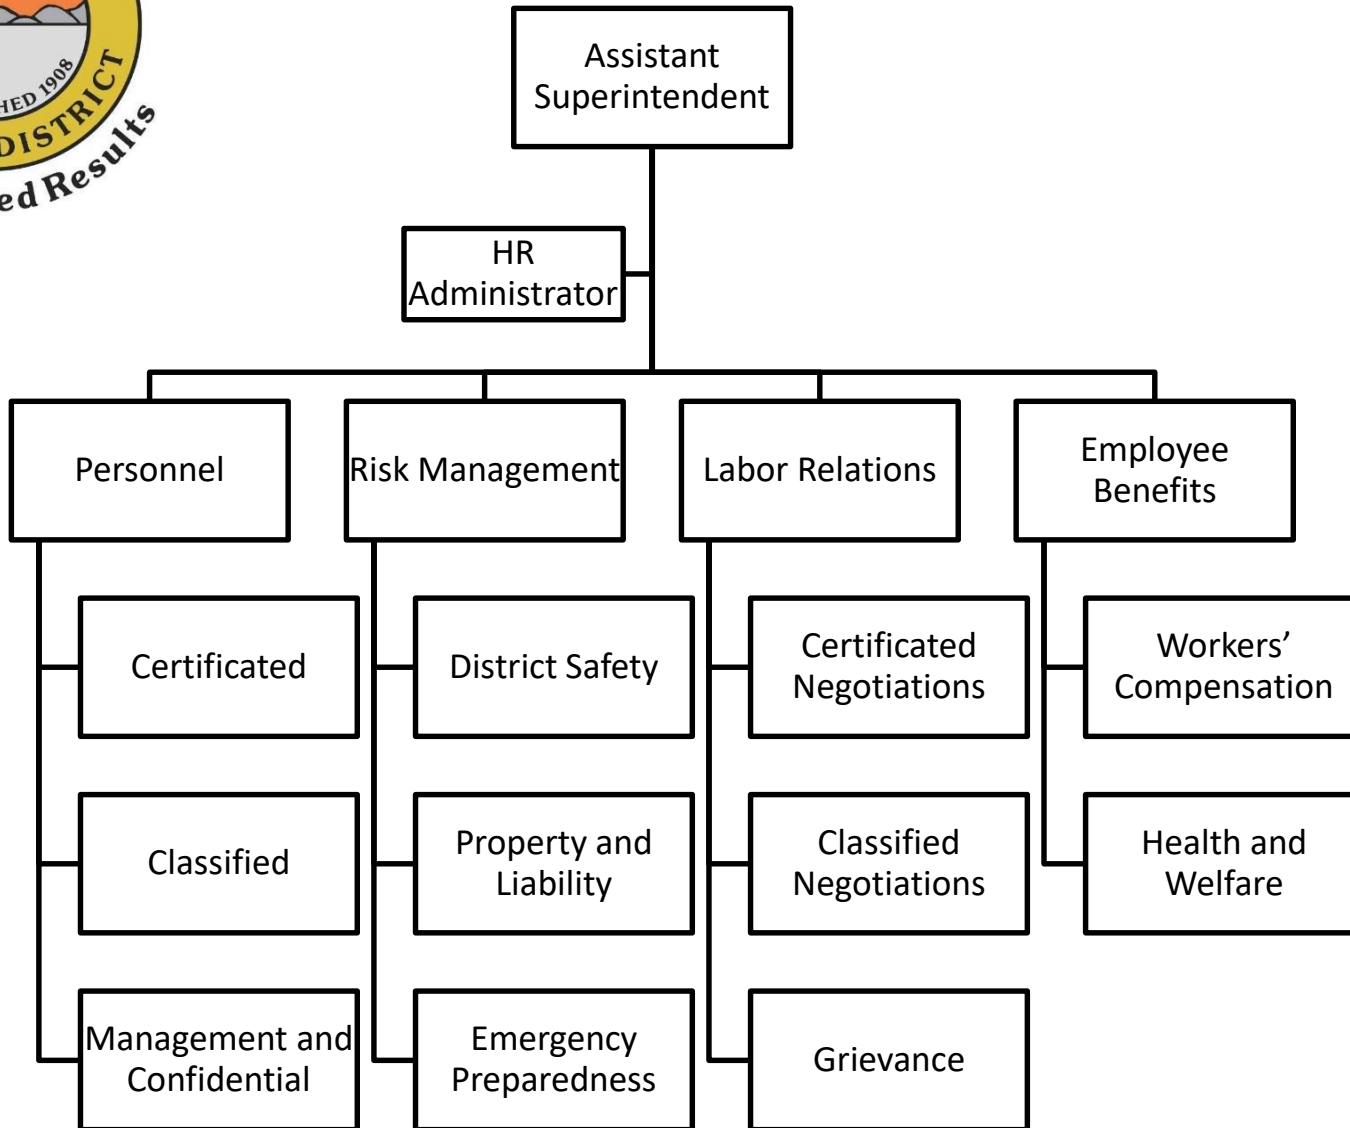 HED 1908
DISTRICT
ed Results
Assistant
Superintendent
HR
Administrator
Personnel
Risk Management
Labor Relations
Employee
Benefits
Certificated
District Safety
Certificated
Negotiations
Workers’
Compensation
Classified
Property and
Liability
Classified
Negotiations
Health and
Welfare
Management and
Confidential
Emergency
Preparedness
Grievance